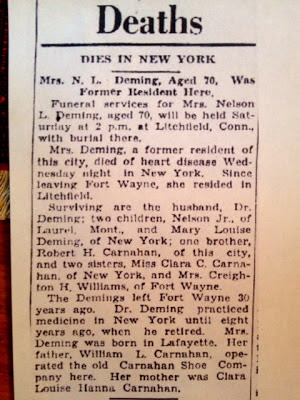 Deaths
DIES IN NEW YORK
Mrs. N. L. Deming, Aged 70, Was
Former Resident Here.
Funeral services for Mrs. Nelson
L. Deming, aged 70, will be held Sat-
urday at 2 p.m. at Litchfield, Conn.,
with burial there.
Mrs. Deming, a former resident of
this city, died of heart disease Wed-
nesday night in New York. Since
leaving Fort Wayne, she resided in
Litchfield.
Surviving are the husband, Dr.
Deming; two children, Nelson Jr., of
Laurel, Mont., and Mary Louise
Deming, of New York; one brother,
Robert H. Carnahan, of this city,
and two sisters, Miss Clara C. Carna-
han, of New York, and Mrs. Creigh-
ton H. Williams, of Fort Wayne.
The Demings left Fort Wayne 30
years ago. Dr. Deming practiced
medicine in New York until eight
years ago, when he retired. Mrs.
Deming was born in Lafayette. Her
father, William L. Carnahan, op-
erated the old Carnahan Shoe Com-
pany here. Her mother was Clara
Louise Hanna Carnahan.